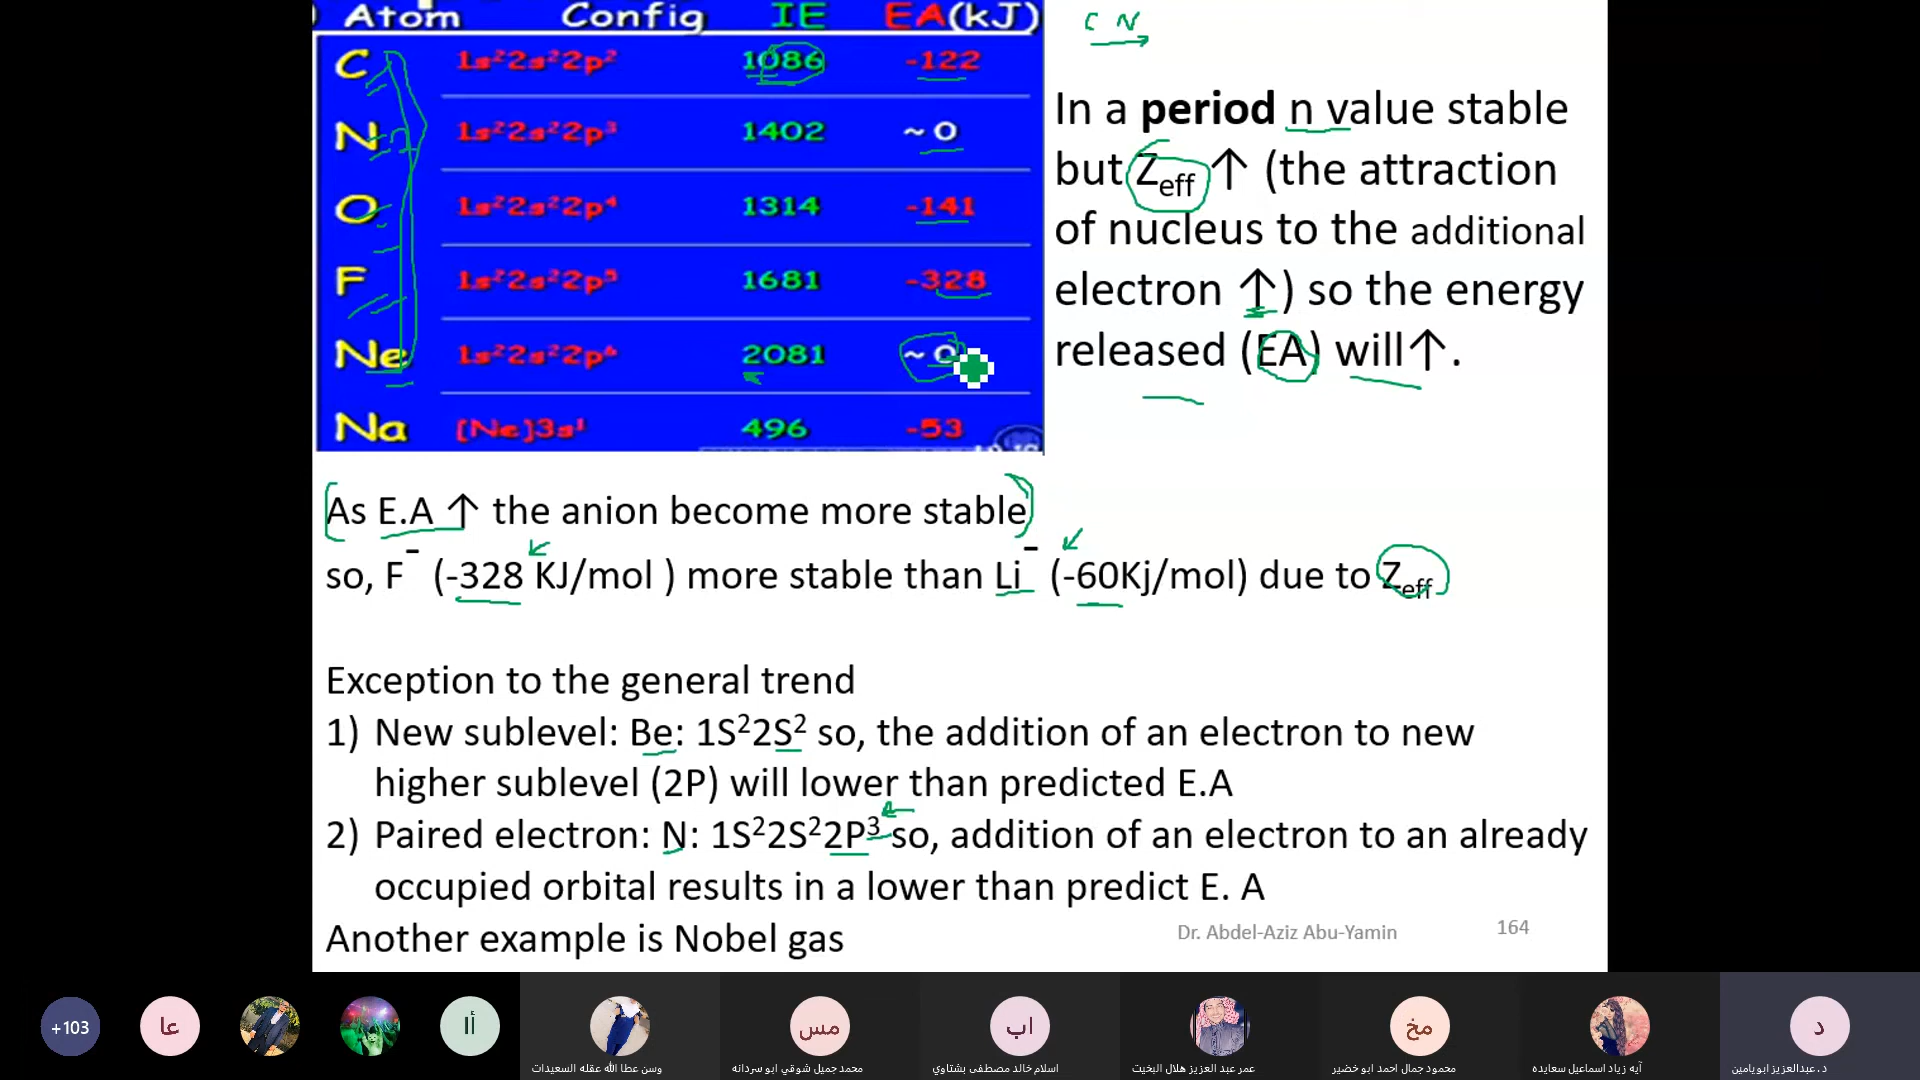 Atom Config IE EA(kJ)
C 1s²2s²2p² 1086 -122
N 1s²2s²2p³ 1402 ~0
O 1s²2s²2p⁴ 1314 -141
F 1s²2s²2p⁵ 1681 -328
Ne 1s²2s²2p⁶ 2081 ~0
Na [Ne]3s¹ 496 -53
C N
In a period n value stable
but Zeff ↑ (the attraction
of nucleus to the additional
electron ↑) so the energy
released (EA) will↑.
As E.A ↑ the anion become more stable
so, F⁻ (-328 KJ/mol ) more stable than Li⁻ (-60Kj/mol) due to Zeff
Exception to the general trend
1) New sublevel: Be: 1S²2S² so, the addition of an electron to new
higher sublevel (2P) will lower than predicted E.A
2) Paired electron: N: 1S²2S²2P³ so, addition of an electron to an already
occupied orbital results in a lower than predict E. A
Another example is Nobel gas
Dr. Abdel-Aziz Abu-Yamin 164
+103 عا أأ مس اب مخ د
وسن عطا الله عقله السعيدات
محمد جميل شوقي ابو سردانه
اسلام خالد مصطفى بشتاوي
عمر عبد العزيز هلال البخيت
محمود جمال احمد ابو خضير
آيه زياد اسماعيل سعايده
د. عبدالعزيز ابويامين